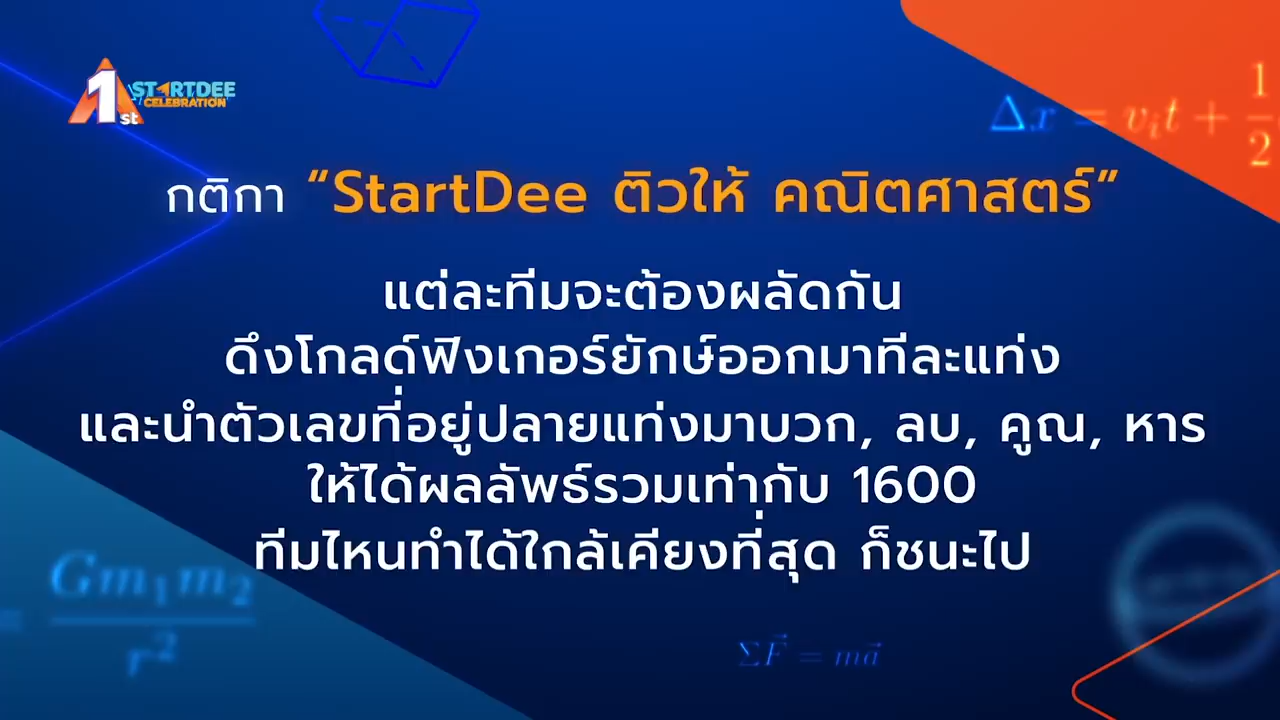 1st STARTDEE
CELEBRATION
Δx = vᵢt + 1/2
กติกา “StartDee ติวให้ คณิตศาสตร์”
แต่ละทีมจะต้องผลัดกัน
ดึงโกลด์ฟิงเกอร์ยักษ์ออกมาทีละแท่ง
และนำตัวเลขที่อยู่ปลายแท่งมาบวก, ลบ, คูณ, หาร
ให้ได้ผลลัพธ์รวมเท่ากับ 1600
ทีมไหนทำได้ใกล้เคียงที่สุด ก็ชนะไป
= Gm₁m₂/r²
ΣF⃗ = ma⃗